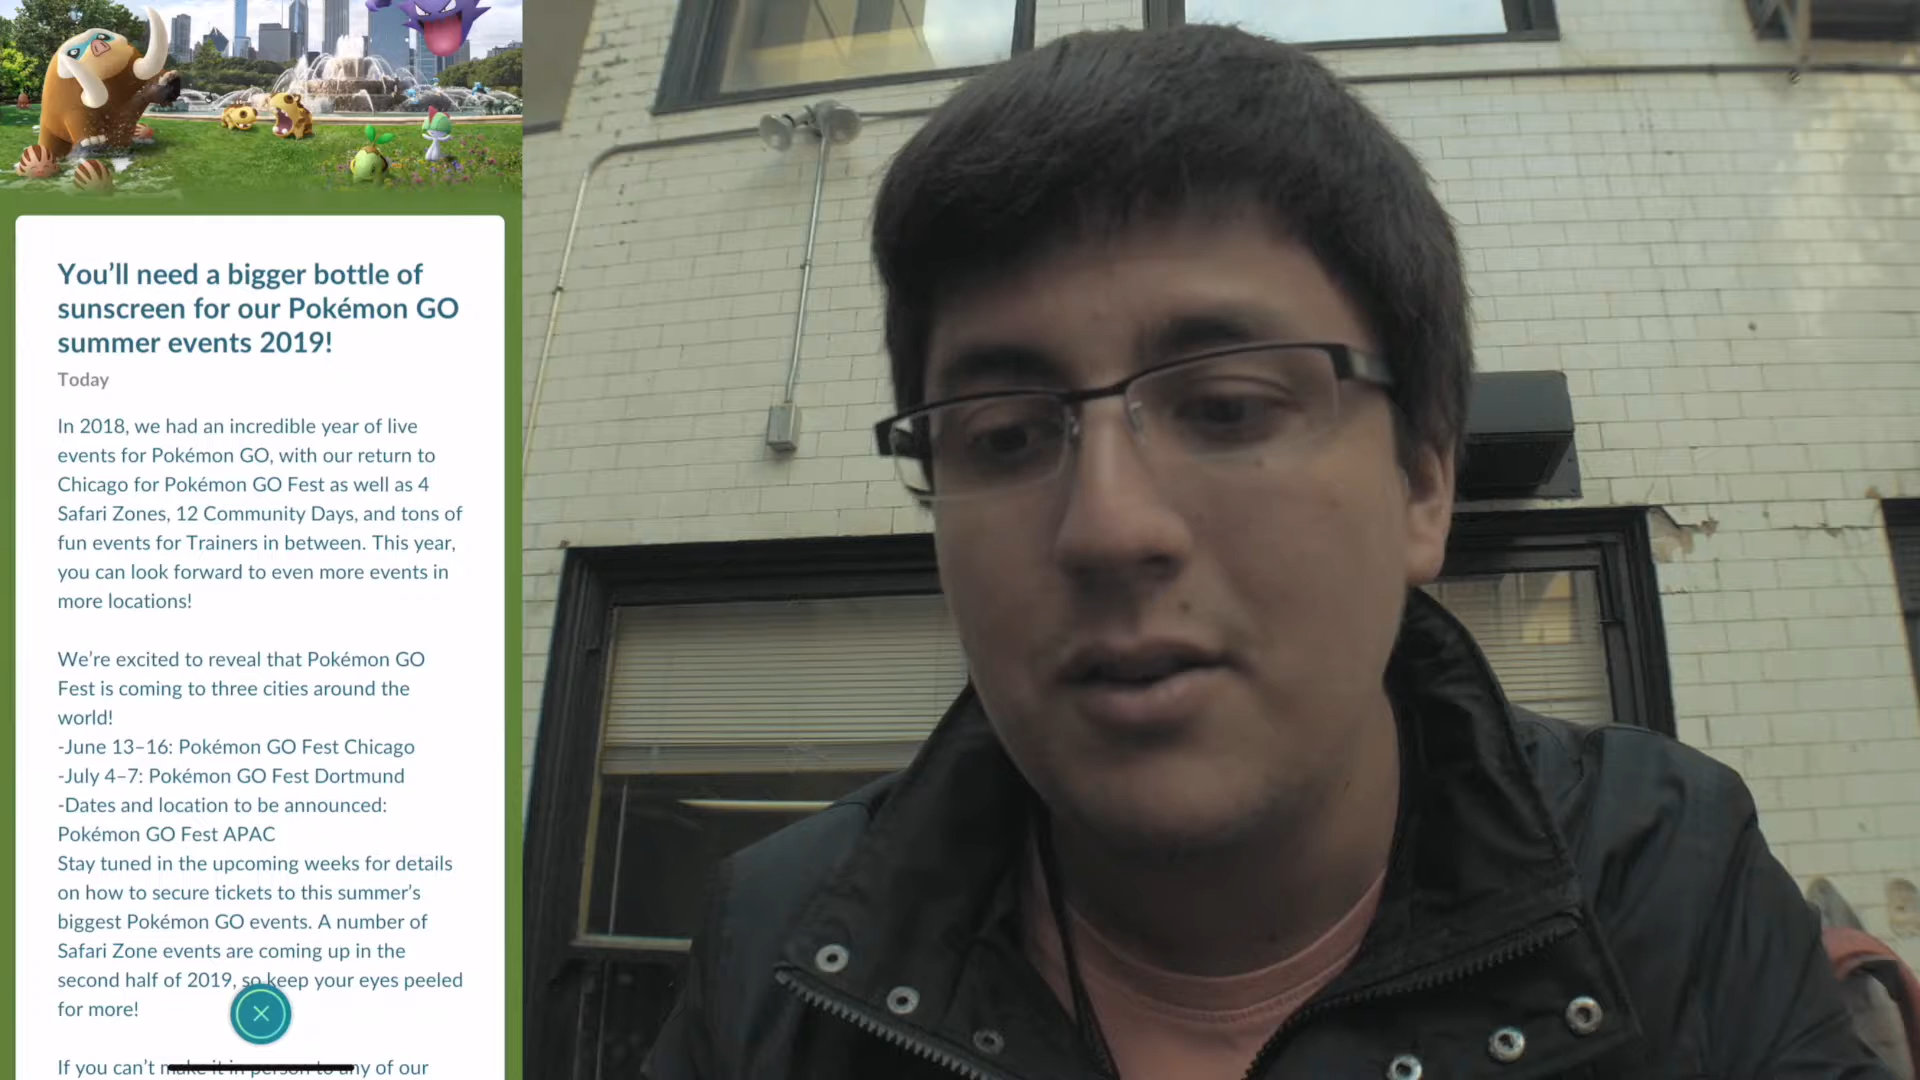 You’ll need a bigger bottle of
sunscreen for our Pokémon GO
summer events 2019!
Today
In 2018, we had an incredible year of live
events for Pokémon GO, with our return to
Chicago for Pokémon GO Fest as well as 4
Safari Zones, 12 Community Days, and tons of
fun events for Trainers in between. This year,
you can look forward to even more events in
more locations!
We’re excited to reveal that Pokémon GO
Fest is coming to three cities around the
world!
-June 13–16: Pokémon GO Fest Chicago
-July 4–7: Pokémon GO Fest Dortmund
-Dates and location to be announced:
Pokémon GO Fest APAC
Stay tuned in the upcoming weeks for details
on how to secure tickets to this summer’s
biggest Pokémon GO events. A number of
Safari Zone events are coming up in the
second half of 2019, so keep your eyes peeled
for more!
If you can’t make it in person to any of our